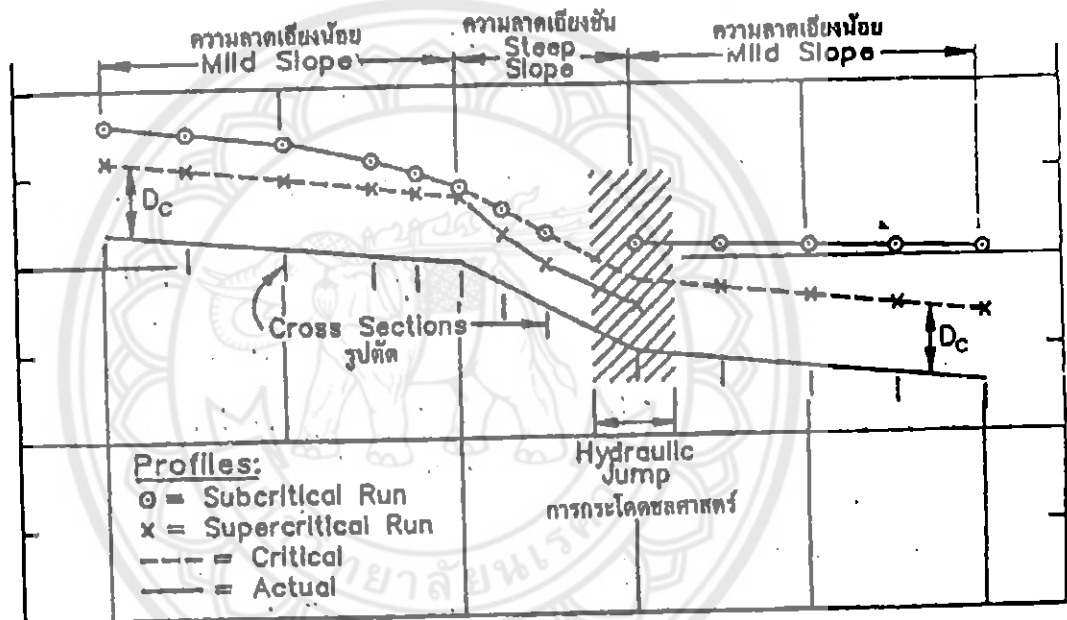 ความลาดเอียงน้อย
Mild Slope
ความลาดเอียงชัน
Steep
Slope
ความลาดเอียงน้อย
Mild Slope
Dc
Cross Sections
รูปตัด
Dc
Hydraulic
Jump
การกระโดดชลศาสตร์
Profiles:
⊙ = Subcritical Run
x = Supercritical Run
--- = Critical
— = Actual